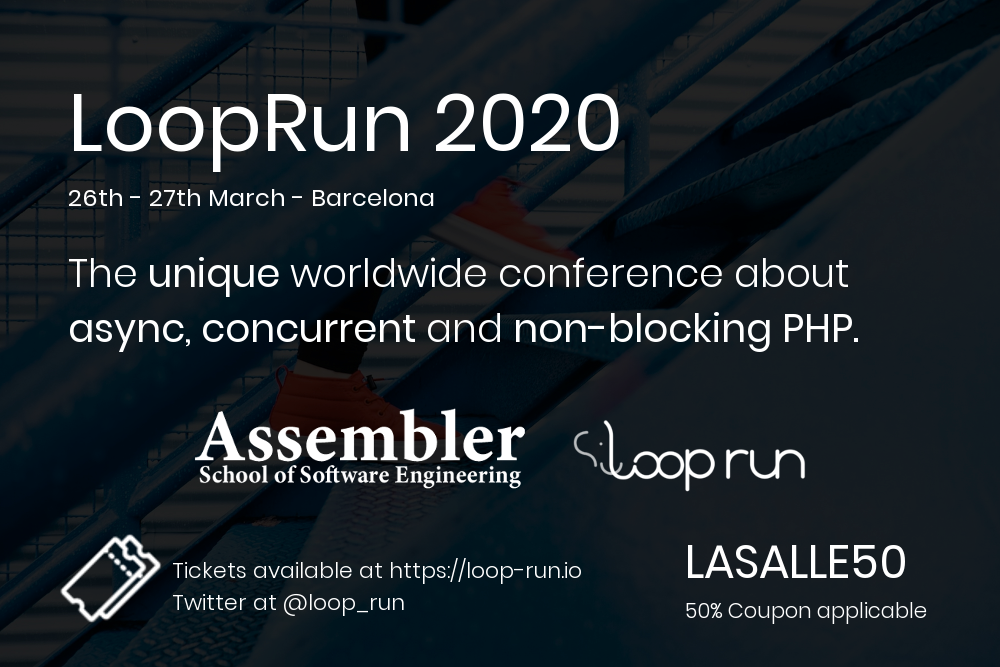 LoopRun 2020
26th - 27th March - Barcelona
The unique worldwide conference about
async, concurrent and non-blocking PHP.
Assembler
School of Software Engineering
loop run
Tickets available at https://loop-run.io
Twitter at @loop_run
LASALLE50
50% Coupon applicable